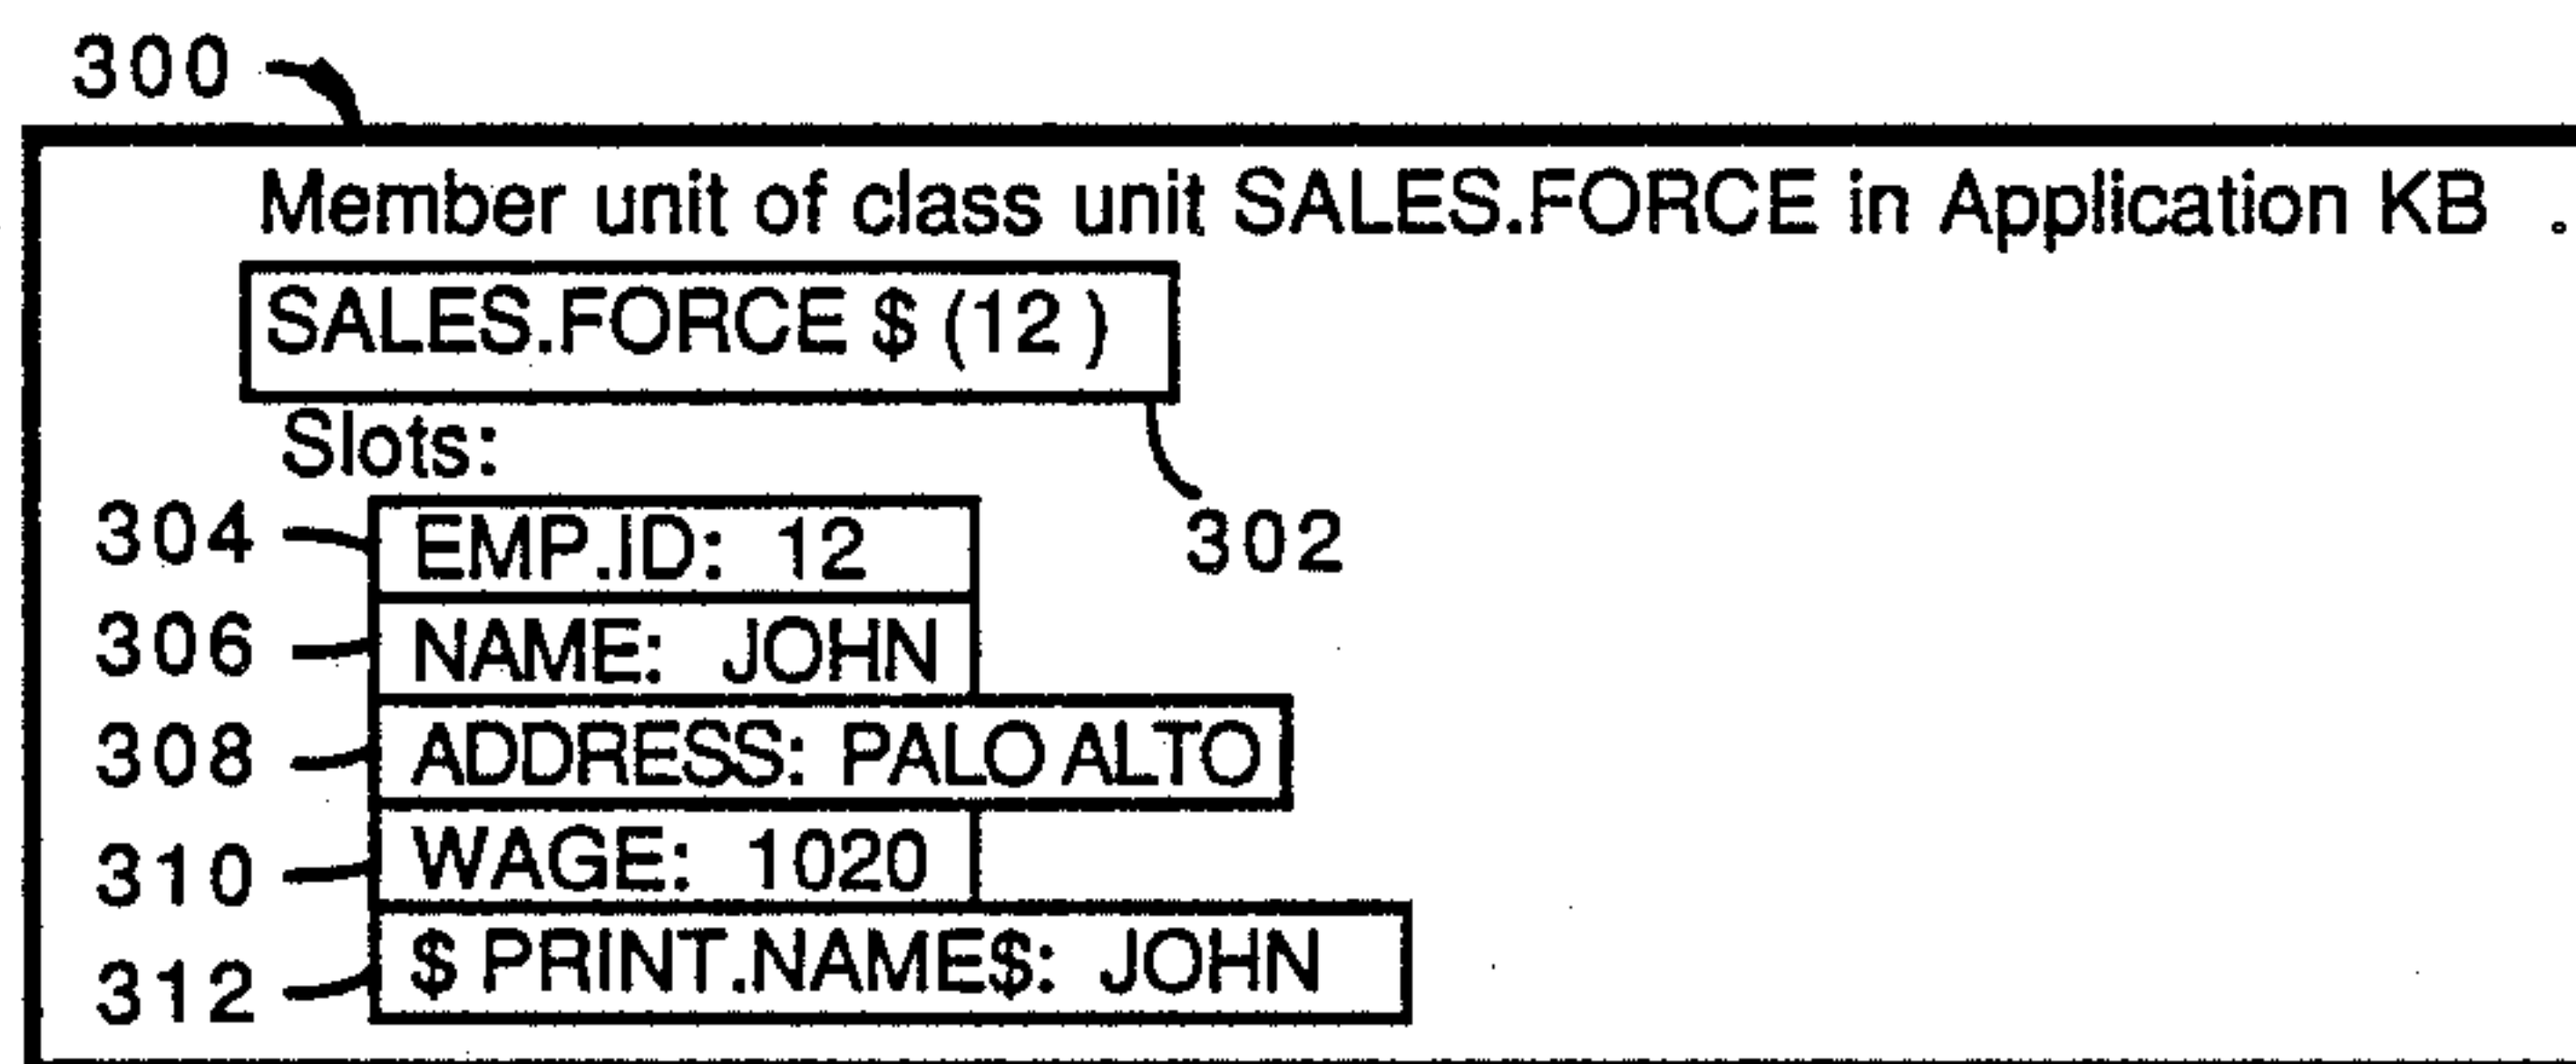 300
Member unit of class unit SALES.FORCE in Application KB .
SALES.FORCE $ (12 )
Slots:
302
304 EMP.ID: 12
306 NAME: JOHN
308 ADDRESS: PALO ALTO
310 WAGE: 1020
312 $ PRINT.NAME$: JOHN